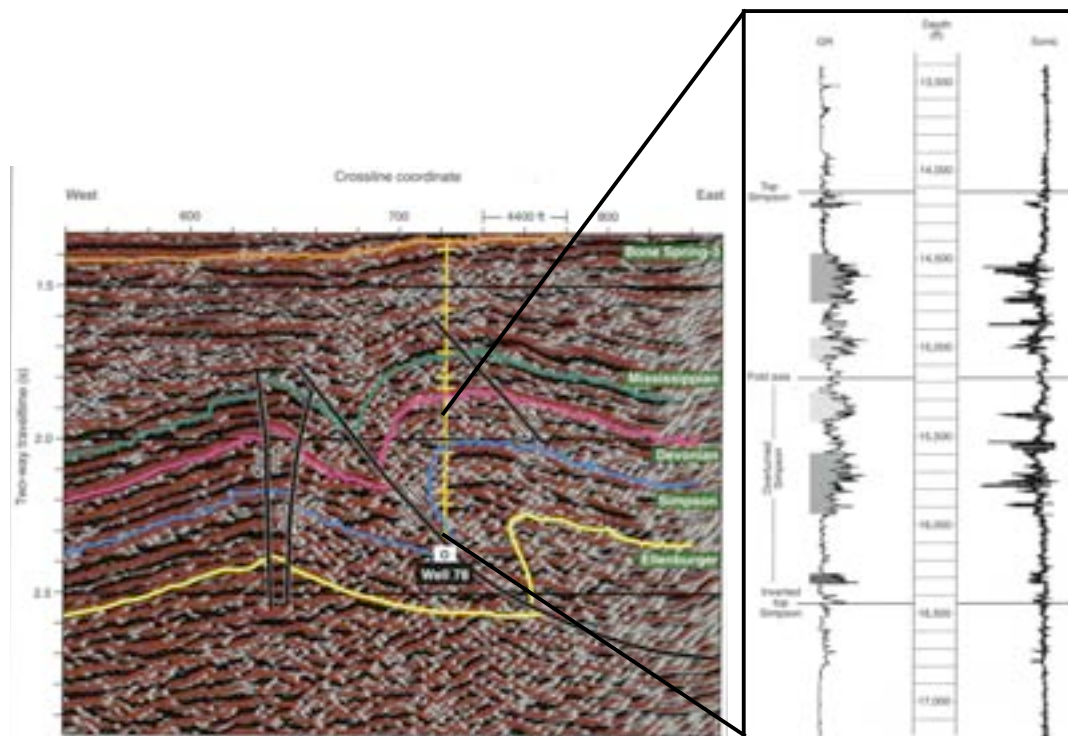 Crossline coordinate
West
East
600
700
4400 ft
800
Bone Spring-3
1.5
Mississippian
2.0
Devonian
Simpson
D
Well 78
Ellenburger
2.5
Two-way traveltime (s)
GR
Depth
(ft)
Sonic
13,500
14,000
Top
Simpson
14,500
15,000
Fold axis
15,500
Overturned
Simpson
16,000
Inverted
top
Simpson
16,500
17,000